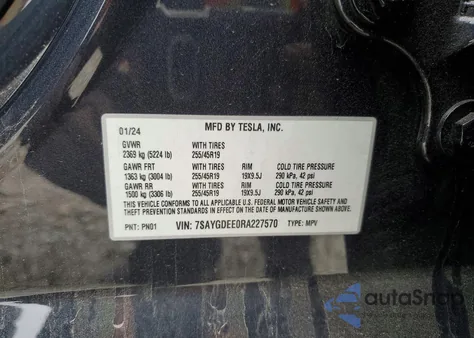 01/24 MFD BY TESLA, INC.
GVWR WITH TIRES
2369 kg (5224 lb) 255/45R19
GAWR FRT WITH TIRES RIM COLD TIRE PRESSURE
1363 kg (3004 lb) 255/45R19 19X9.5J 290 kPa, 42 psi
GAWR RR WITH TIRES RIM COLD TIRE PRESSURE
1500 kg (3306 lb) 255/45R19 19X9.5J 290 kPa, 42 psi
THIS VEHICLE CONFORMS TO ALL APPLICABLE U.S. FEDERAL MOTOR VEHICLE SAFETY AND
THEFT PREVENTION STANDARDS IN EFFECT ON THE DATE OF MANUFACTURE SHOWN ABOVE.
PNT: PN01 VIN: 7SAYGDEE0RA227570 TYPE: MPV
autaSnap